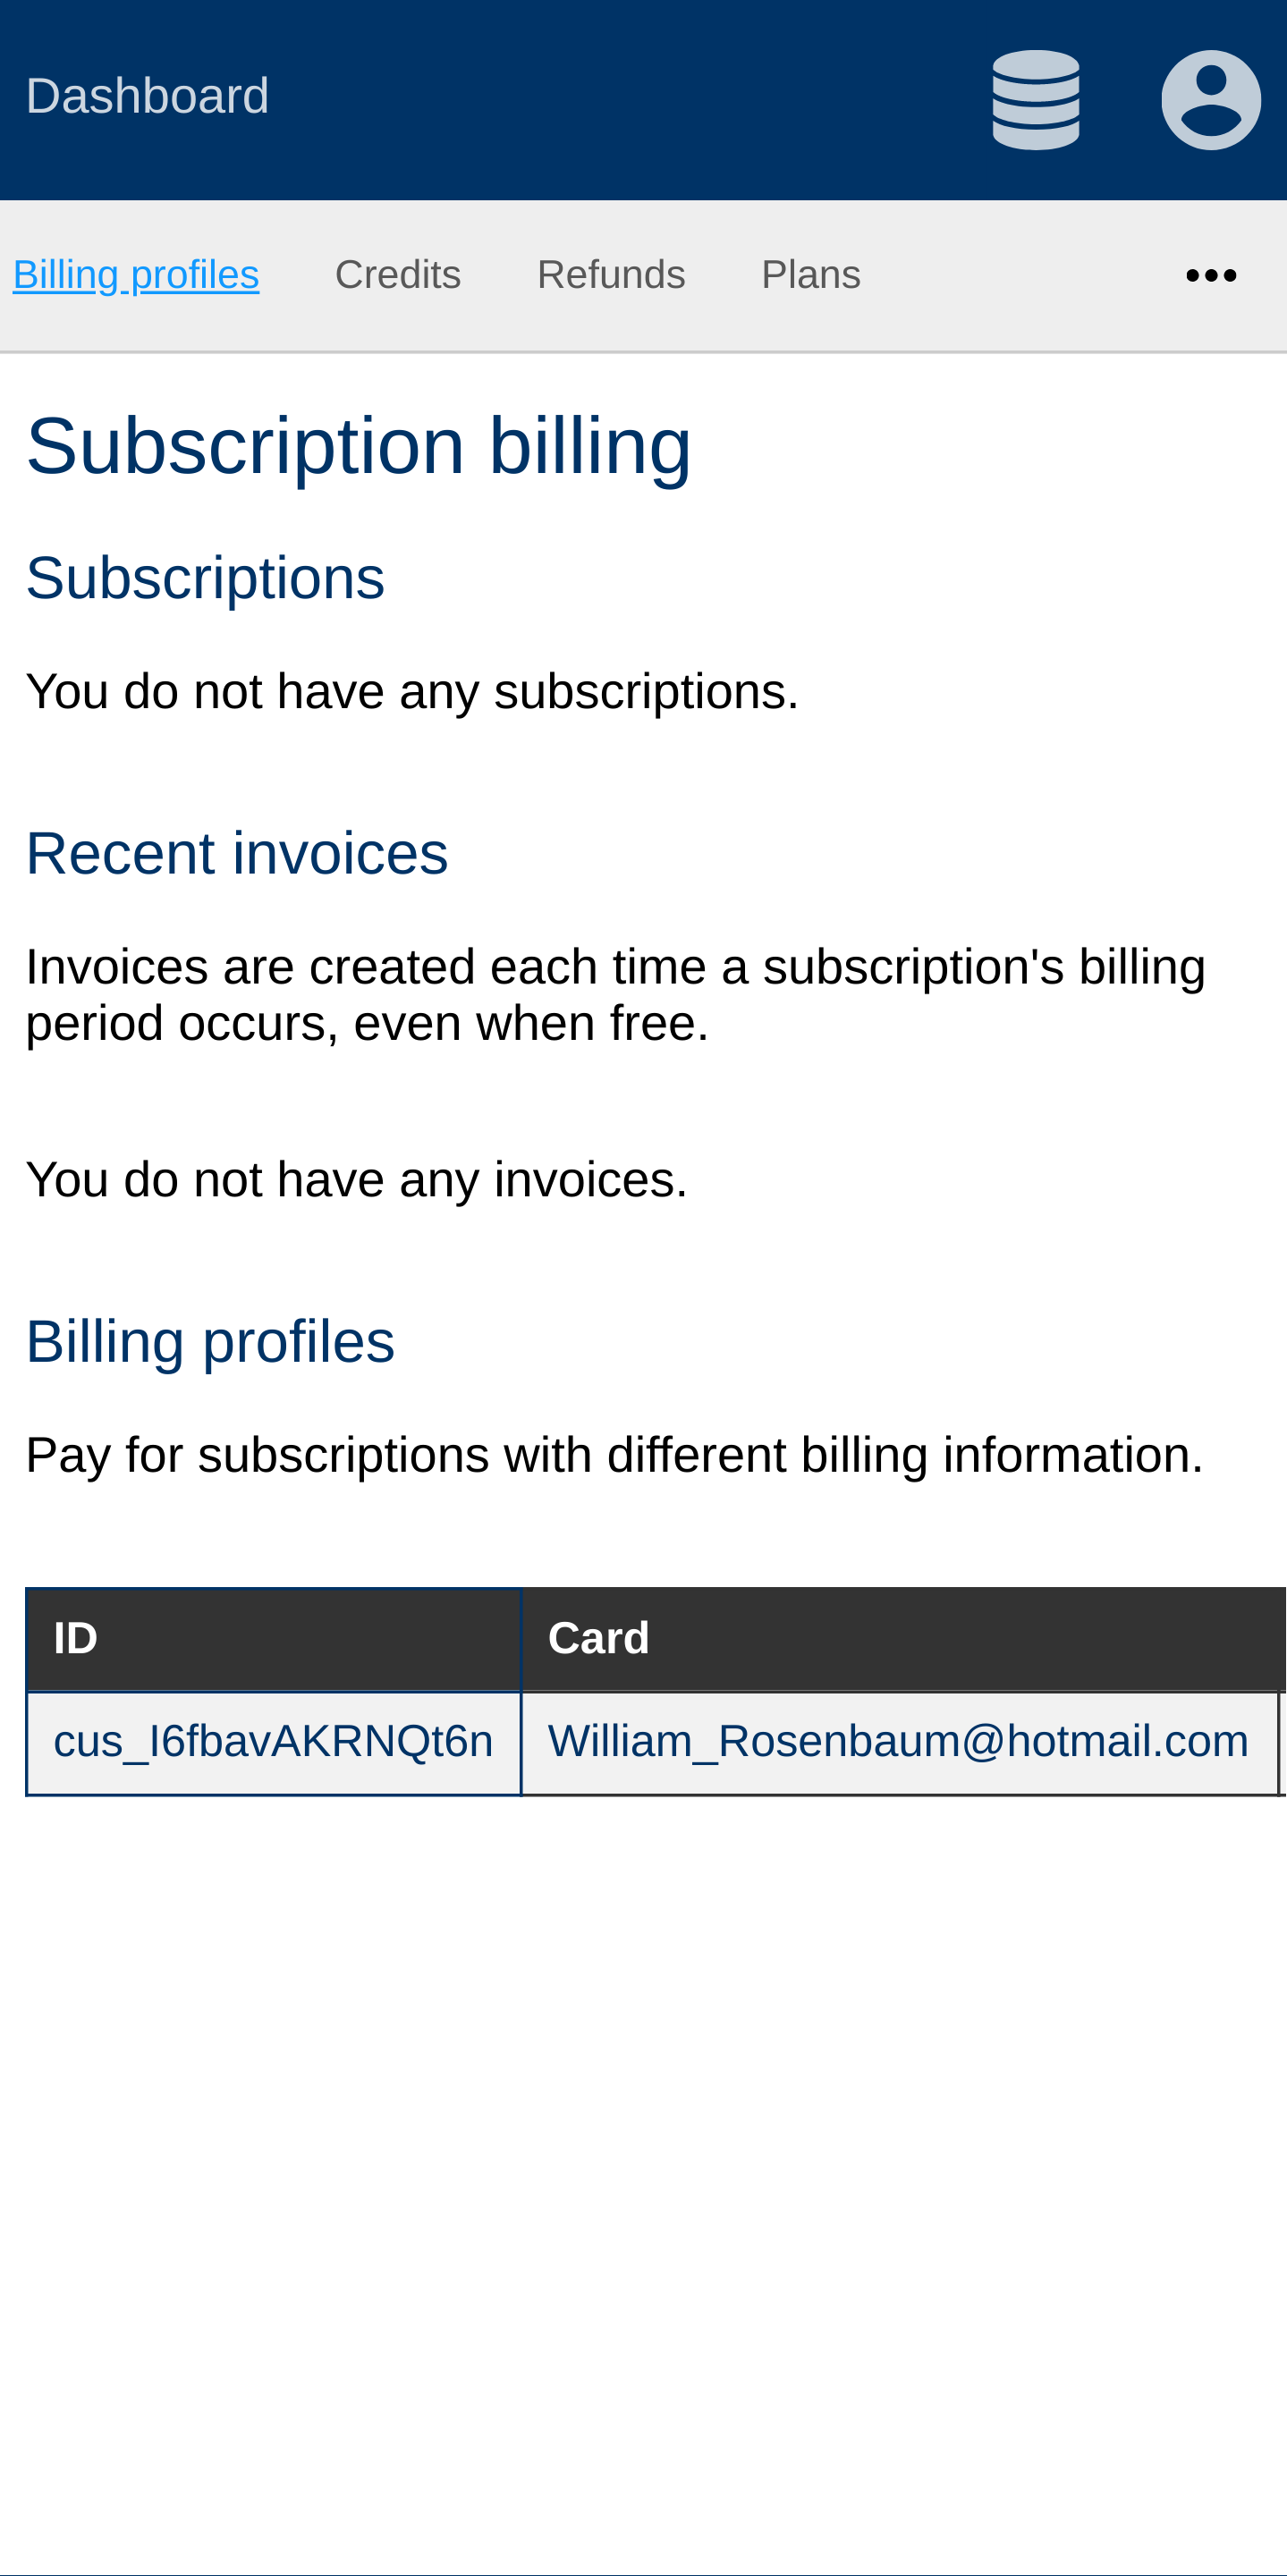 Dashboard
Billing profiles Credits Refunds Plans
Subscription billing
Subscriptions
You do not have any subscriptions.
Recent invoices
Invoices are created each time a subscription's billing
period occurs, even when free.
You do not have any invoices.
Billing profiles
Pay for subscriptions with different billing information.
ID Card
cus_I6fbavAKRNQt6n William_Rosenbaum@hotmail.com